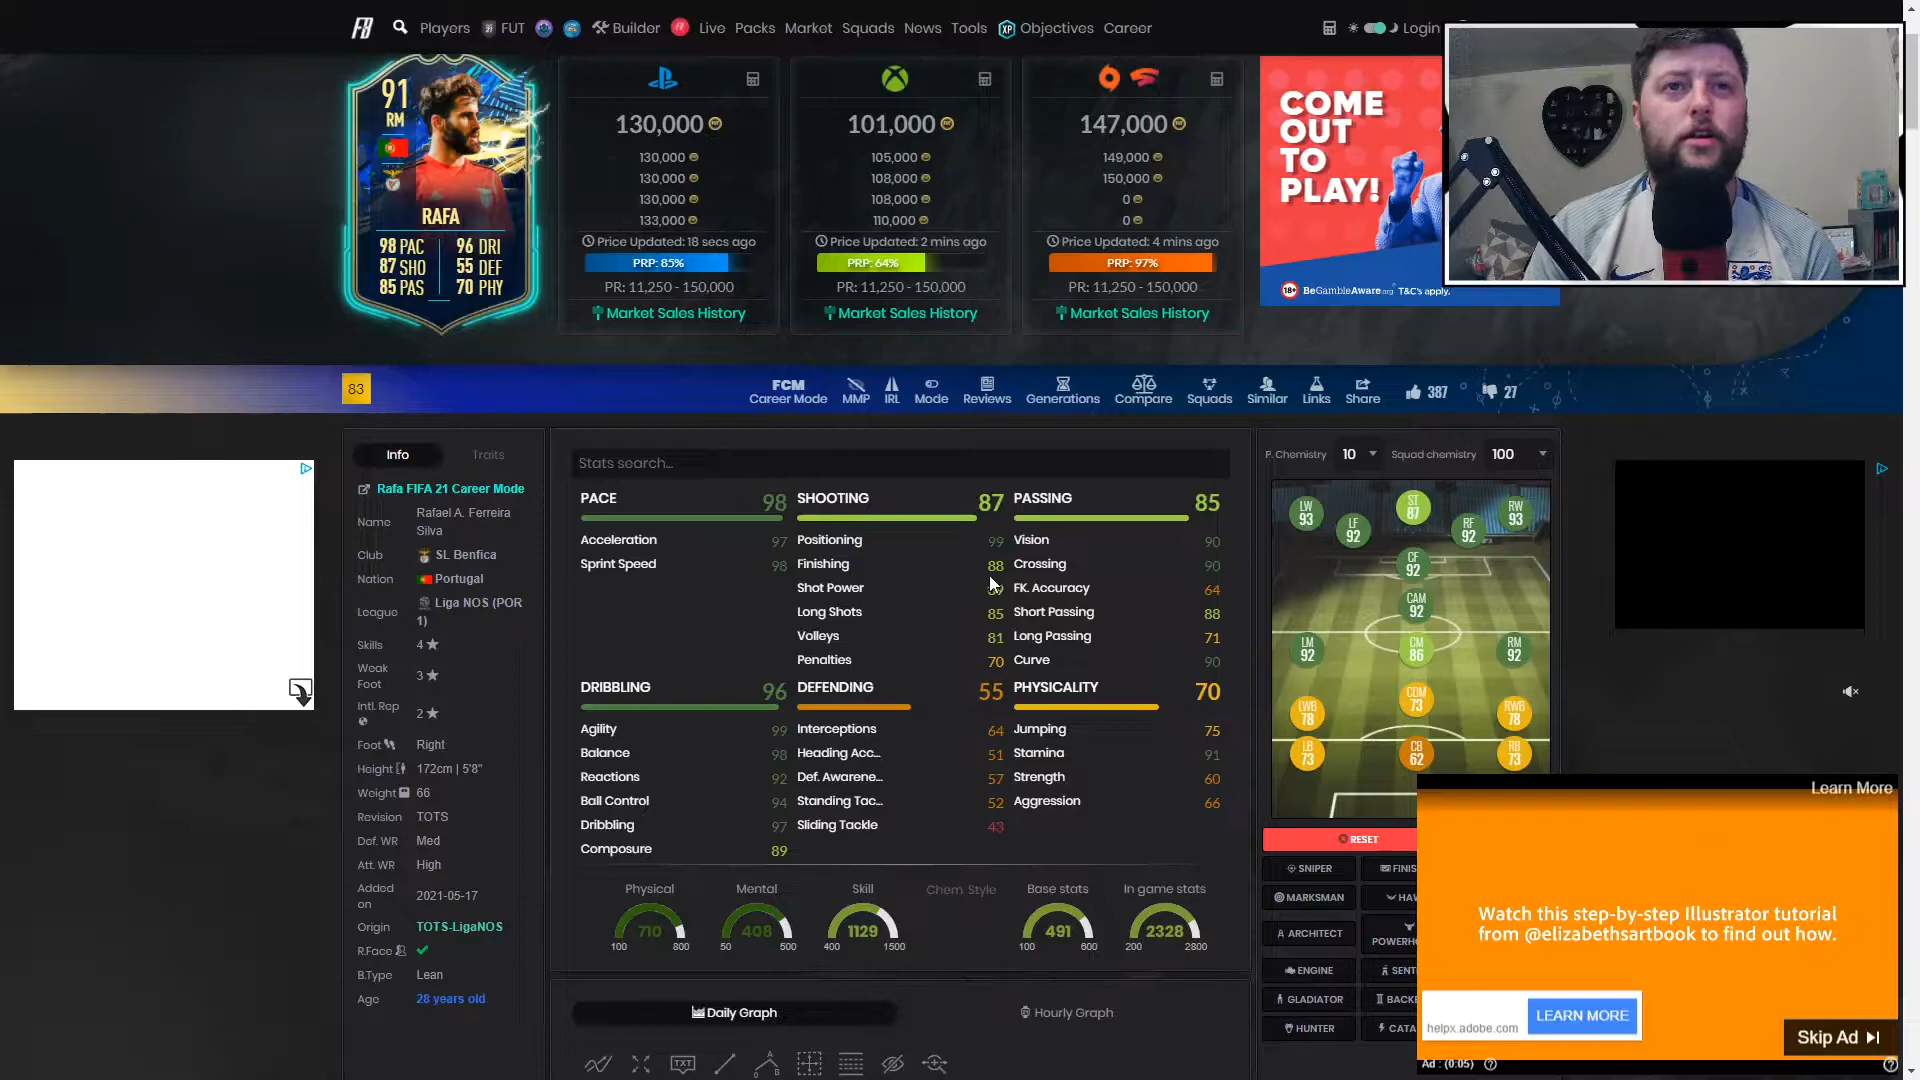 Players FUT Builder Live Packs Market Squads News Tools Objectives Career Login
91
RM
RAFA
98 PAC 96 DRI
87 SHO 55 DEF
85 PAS 70 PHY
130,000
130,000
130,000
130,000
133,000
Price Updated: 18 secs ago
PRP: 85%
PR: 11,250 - 150,000
Market Sales History
101,000
105,000
108,000
108,000
110,000
Price Updated: 2 mins ago
PRP: 64%
PR: 11,250 - 150,000
Market Sales History
147,000
149,000
150,000
0
0
Price Updated: 4 mins ago
PRP: 97%
PR: 11,250 - 150,000
Market Sales History
COME
OUT
TO
PLAY!
18+ BeGambleAware.org T&C's apply.
83
FCM
Career Mode MMP IRL Mode Reviews Generations Compare Squads Similar Links Share 387 27
Info Traits
Rafa FIFA 21 Career Mode
Name Rafael A. Ferreira
Silva
Club SL Benfica
Nation Portugal
League Liga NOS (POR
1)
Skills 4
Weak
Foot 3
Intl. Rep 2
Foot Right
Height 172cm | 5'8"
Weight 66
Revision TOTS
Def. WR Med
Att. WR High
Added
on 2021-05-17
Origin TOTS-LigaNOS
R.Face
B.Type Lean
Age 28 years old
Stats search...
PACE 98
Acceleration 97
Sprint Speed 98
SHOOTING 87
Positioning 99
Finishing 88
Shot Power
Long Shots 85
Volleys 81
Penalties 70
PASSING 85
Vision 90
Crossing 90
FK. Accuracy 64
Short Passing 88
Long Passing 71
Curve 90
DRIBBLING 96
Agility 99
Balance 98
Reactions 92
Ball Control 94
Dribbling 97
Composure 89
DEFENDING 55
Interceptions 64
Heading Acc... 51
Def. Awarene... 57
Standing Tac... 52
Sliding Tackle 43
PHYSICALITY 70
Jumping 75
Stamina 91
Strength 60
Aggression 66
Physical Mental Skill Chem. Style Base stats In game stats
710 408 1129 491 2328
100 800 50 500 400 1500 100 600 200 2800
Daily Graph Hourly Graph
TXT
P. Chemistry 10 Squad chemistry 100
LW
93
ST
87
RW
93
LF
92
RF
92
CF
92
CAM
92
LM
92
CM
86
RM
92
LWB
78
CDM
73
RWB
78
LB
73
CB
62
RB
73
RESET
SNIPER FINIS
MARKSMAN HAW
ARCHITECT POWERHO
ENGINE SENT
GLADIATOR BACKB
HUNTER CATA
Learn More
Watch this step-by-step Illustrator tutorial
from @elizabethsartbook to find out how.
helpx.adobe.com LEARN MORE
Skip Ad
Ad : (0:05)